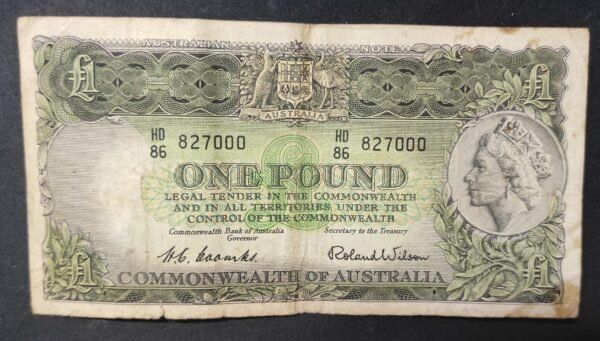 AUSTRALIAN NOTE
£1 £1
AUSTRALIA
HD 86 827000 HD 86 827000
ONE POUND
LEGAL TENDER IN THE COMMONWEALTH
AND IN ALL TERRITORIES UNDER THE
CONTROL OF THE COMMONWEALTH
Commonwealth Bank of Australia Secretary to the Treasury
Governor
H.C. Coombs. Roland Wilson
£1 £1
COMMONWEALTH OF AUSTRALIA